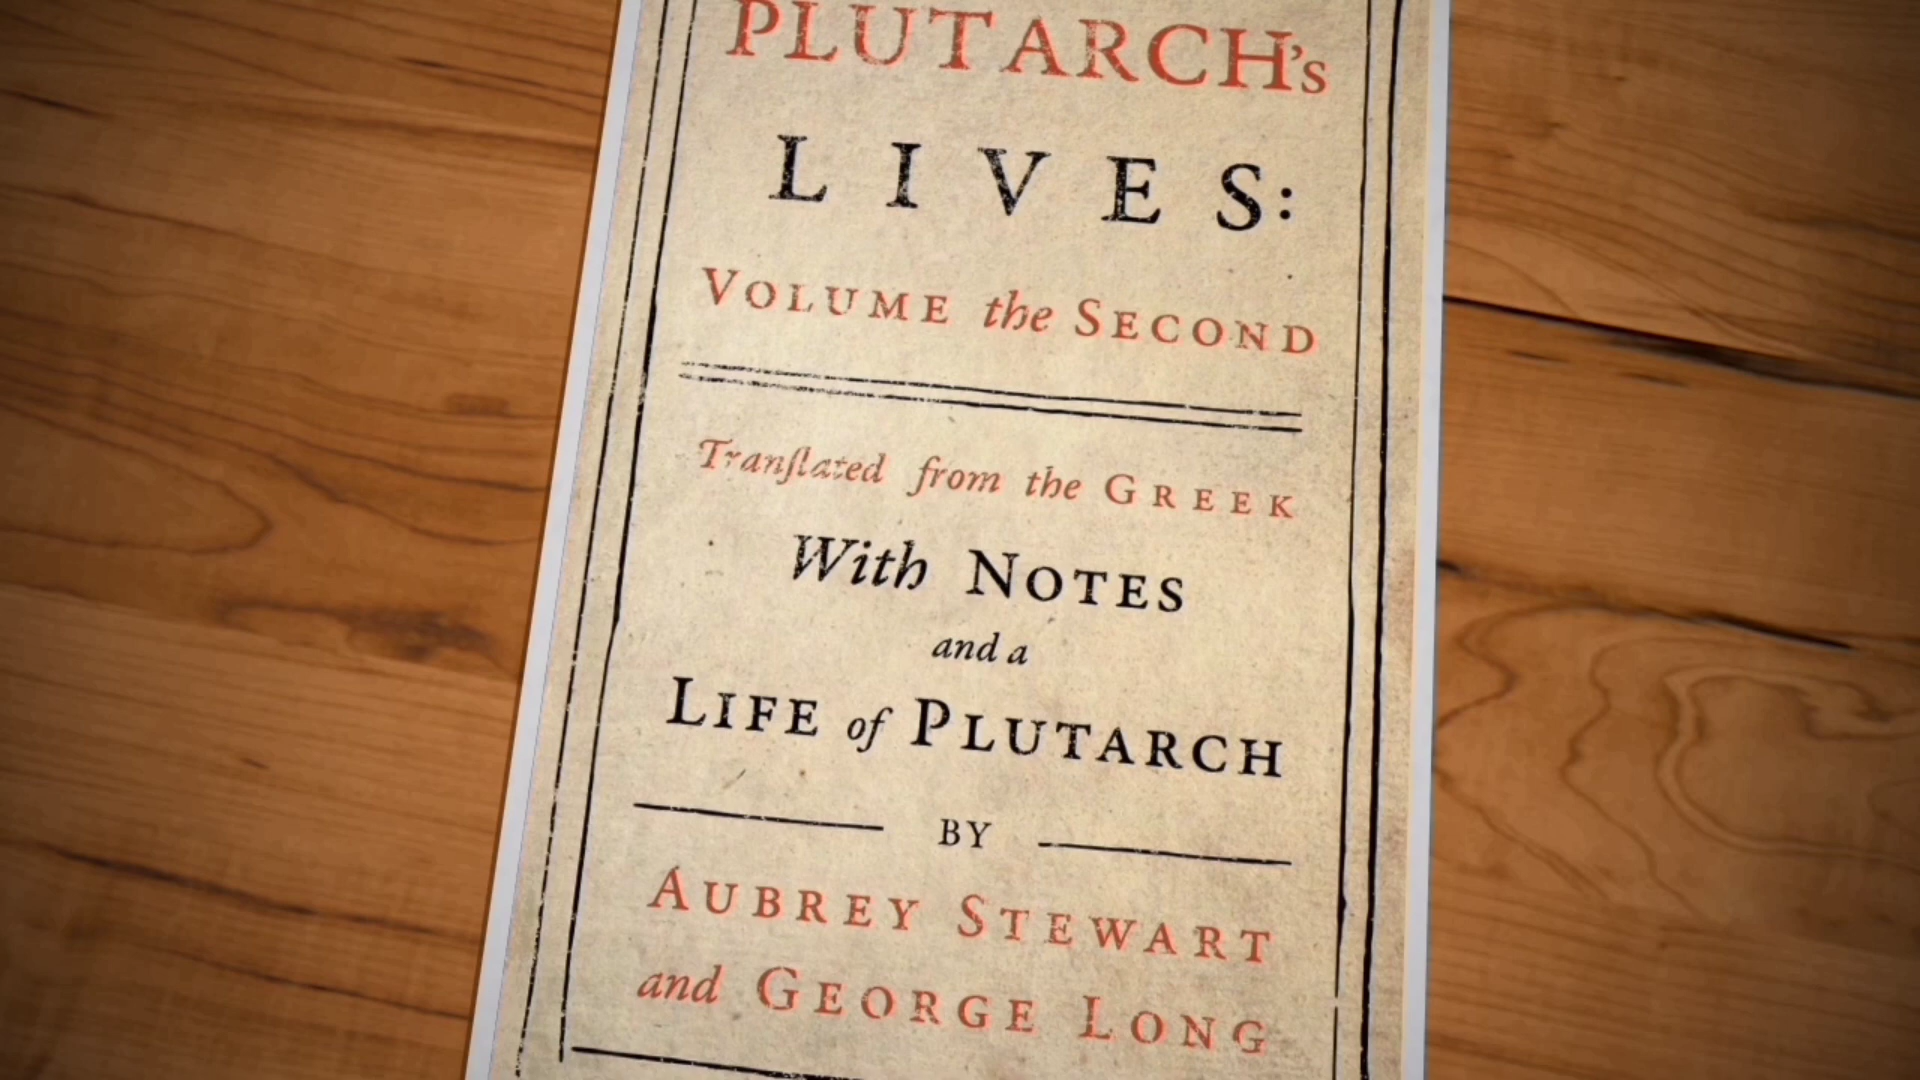 PLUTARCH's
LIVES:
VOLUME the SECOND
Tranſlated from the GREEK
With NOTES
and a
LIFE of PLUTARCH
BY
AUBREY STEWART
and GEORGE LONG